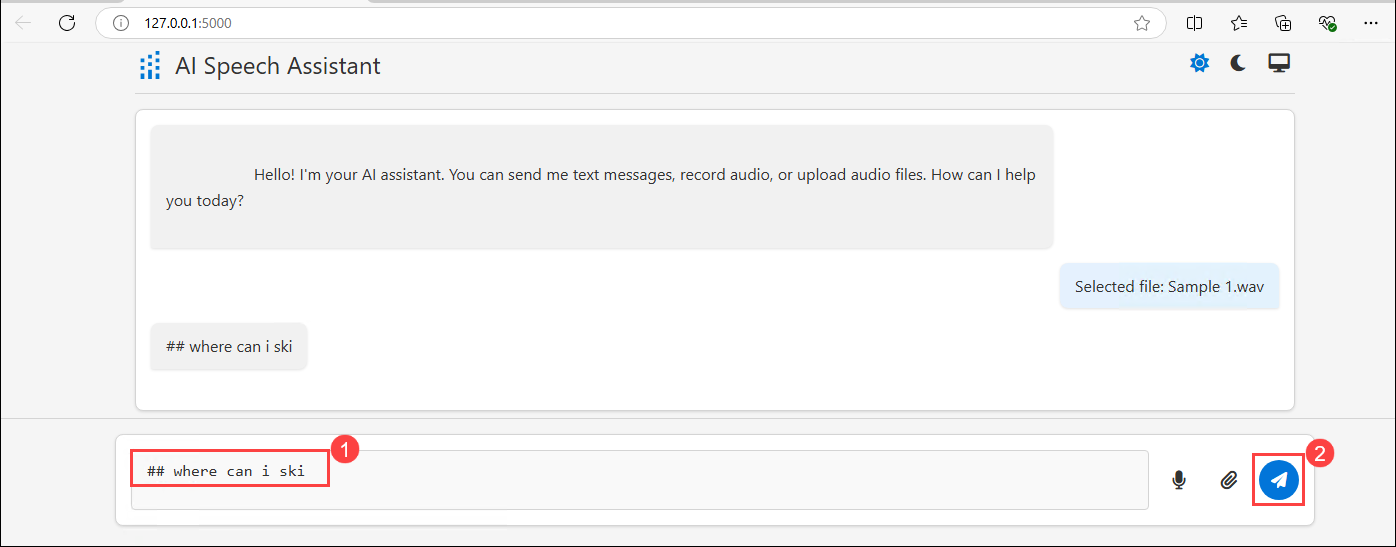 127.0.0.1:5000
AI Speech Assistant
Hello! I'm your AI assistant. You can send me text messages, record audio, or upload audio files. How can I help
you today?
Selected file: Sample 1.wav
## where can i ski
1
## where can i ski
2